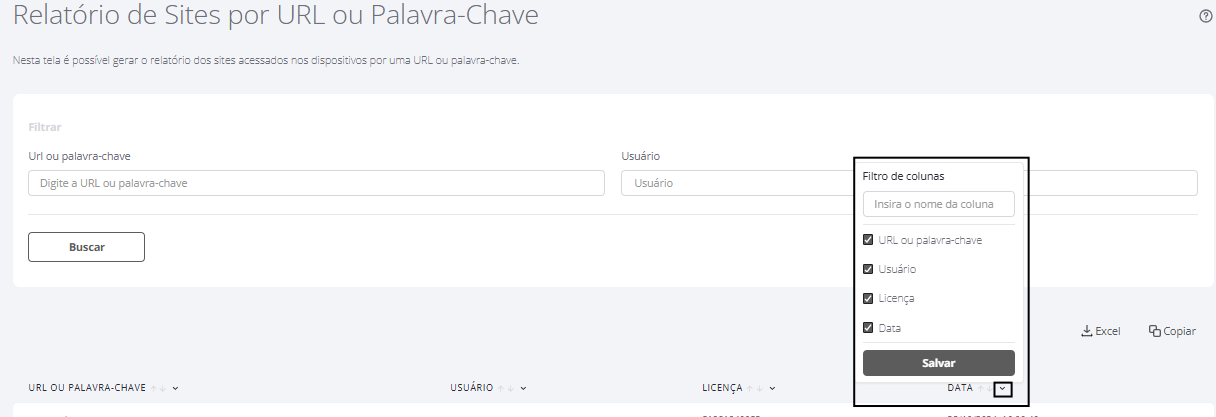 Relatório de Sites por URL ou Palavra-Chave
Nesta tela é possível gerar o relatório dos sites acessados nos dispositivos por uma URL ou palavra-chave.
Filtrar
Url ou palavra-chave
Digite a URL ou palavra-chave
Usuário
Usuário
Buscar
Filtro de colunas
Insira o nome da coluna
URL ou palavra-chave
Usuário
Licença
Data
Salvar
Excel Copiar
URL OU PALAVRA-CHAVE USUÁRIO LICENÇA DATA